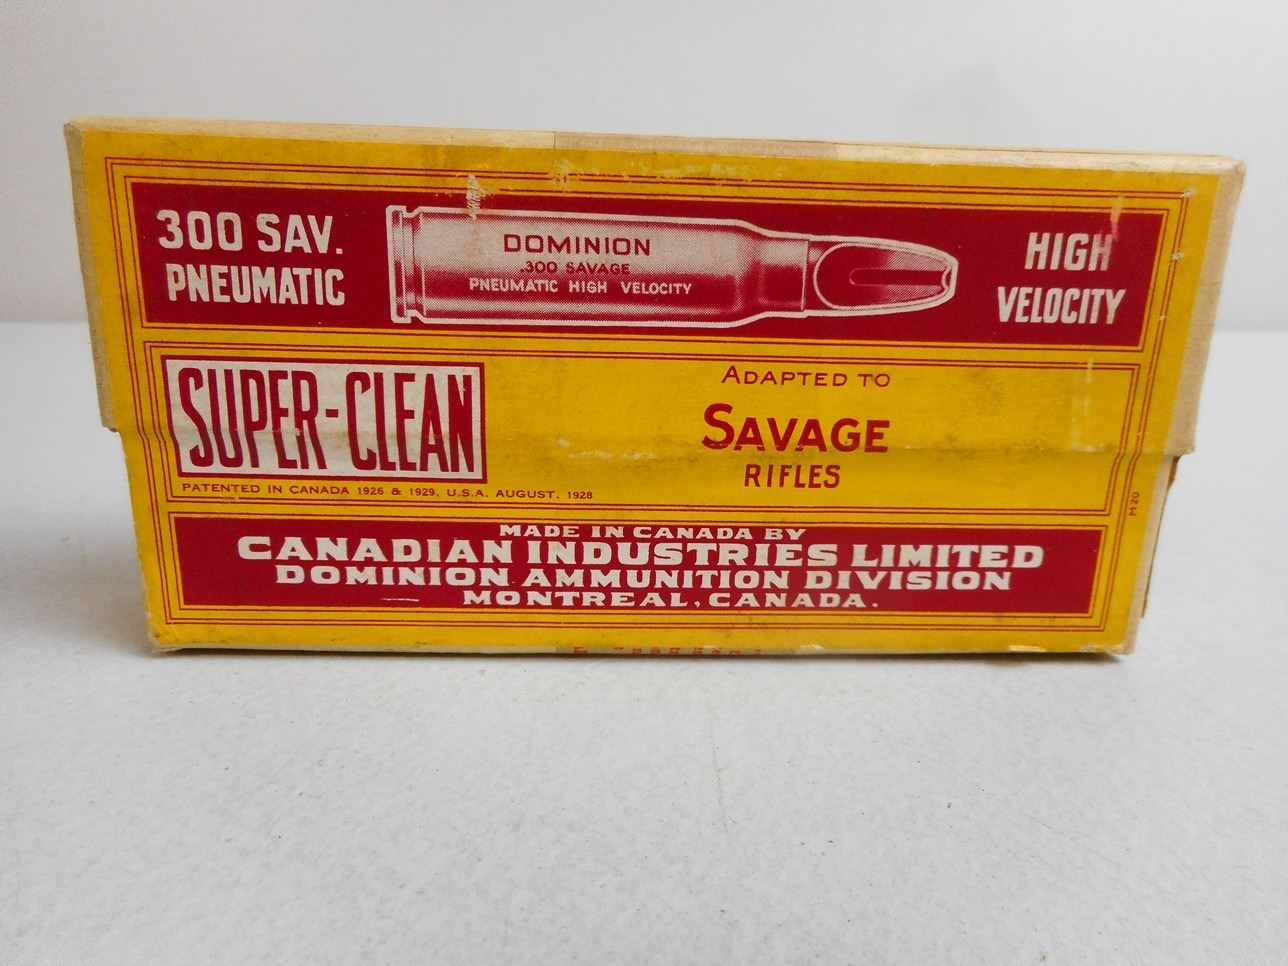 300 SAV.
PNEUMATIC
DOMINION
.300 SAVAGE
PNEUMATIC HIGH VELOCITY
HIGH
VELOCITY
SUPER-CLEAN
PATENTED IN CANADA 1926 & 1929, U.S.A. AUGUST, 1928
ADAPTED TO
SAVAGE
RIFLES
M20
MADE IN CANADA BY
CANADIAN INDUSTRIES LIMITED
DOMINION AMMUNITION DIVISION
MONTREAL, CANADA.